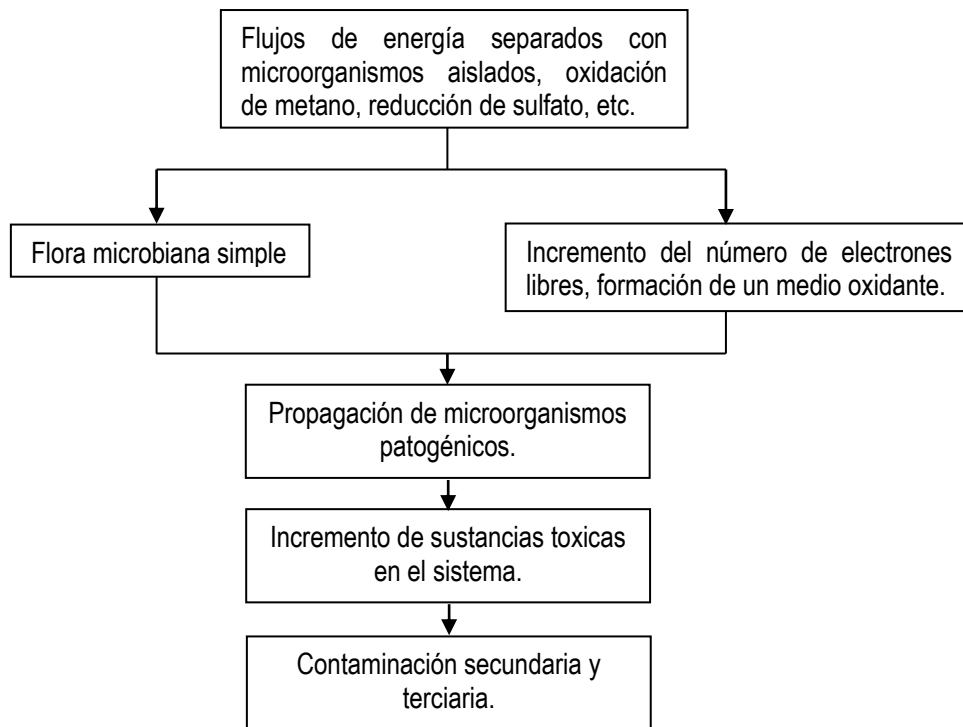 Flujos de energía separados con
microorganismos aislados, oxidación
de metano, reducción de sulfato, etc.
Flora microbiana simple
Incremento del número de electrones
libres, formación de un medio oxidante.
Propagación de microorganismos
patogénicos.
Incremento de sustancias toxicas
en el sistema.
Contaminación secundaria y
terciaria.